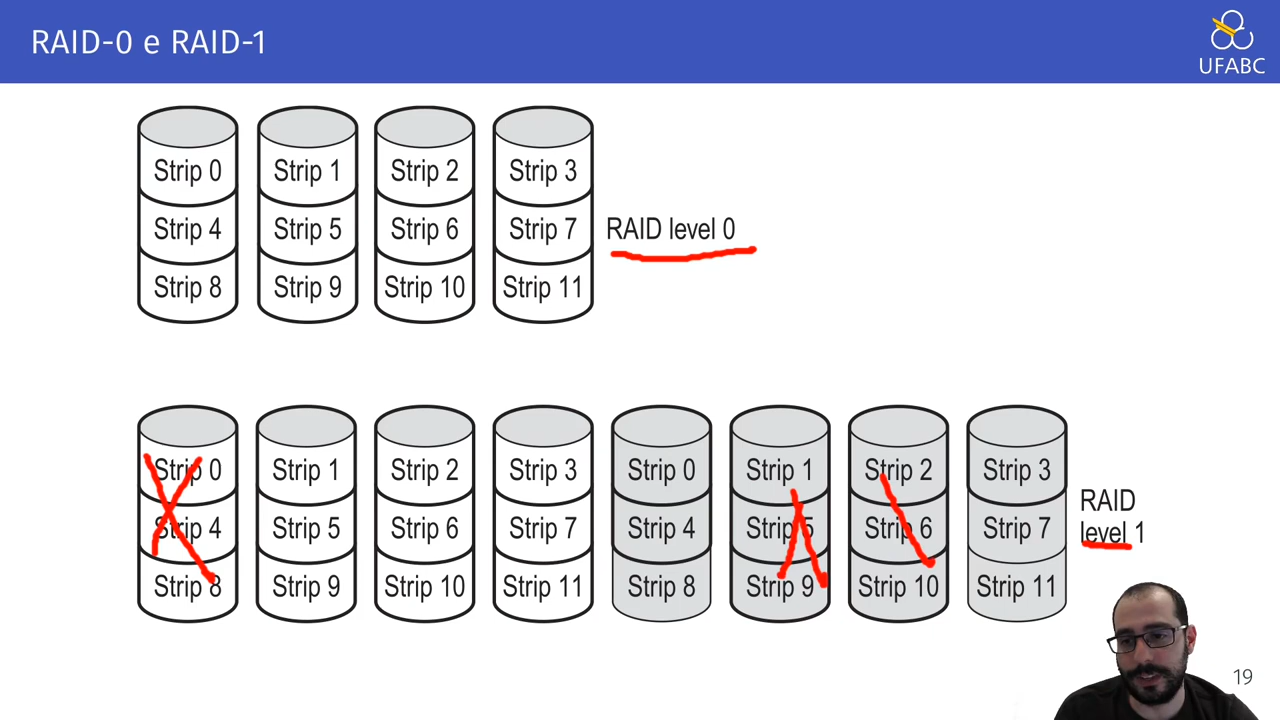 RAID-0 e RAID-1
UFABC
Strip 0 Strip 1 Strip 2 Strip 3
Strip 4 Strip 5 Strip 6 Strip 7 RAID level 0
Strip 8 Strip 9 Strip 10 Strip 11
Strip 0 Strip 1 Strip 2 Strip 3 Strip 0 Strip 1 Strip 2 Strip 3
RAID
Strip 4 Strip 5 Strip 6 Strip 7 Strip 4 Strip 5 Strip 6 Strip 7
level 1
Strip 8 Strip 9 Strip 10 Strip 11 Strip 8 Strip 9 Strip 10 Strip 11
19